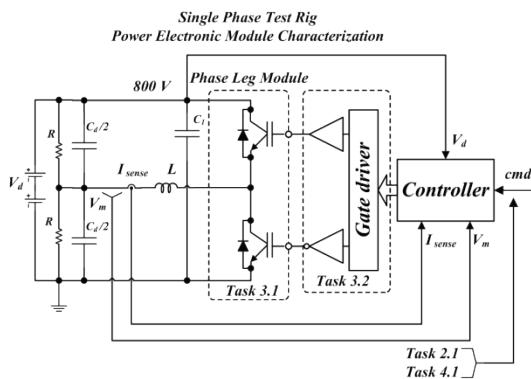 Single Phase Test Rig
Power Electronic Module Characterization
800 V
Phase Leg Module
R
C_d/2
C_1
I_sense
L
V_d
V_m
R
C_d/2
Gate driver
V_d
cmd
Controller
I_sense
V_m
Task 3.1
Task 3.2
Task 2.1
Task 4.1